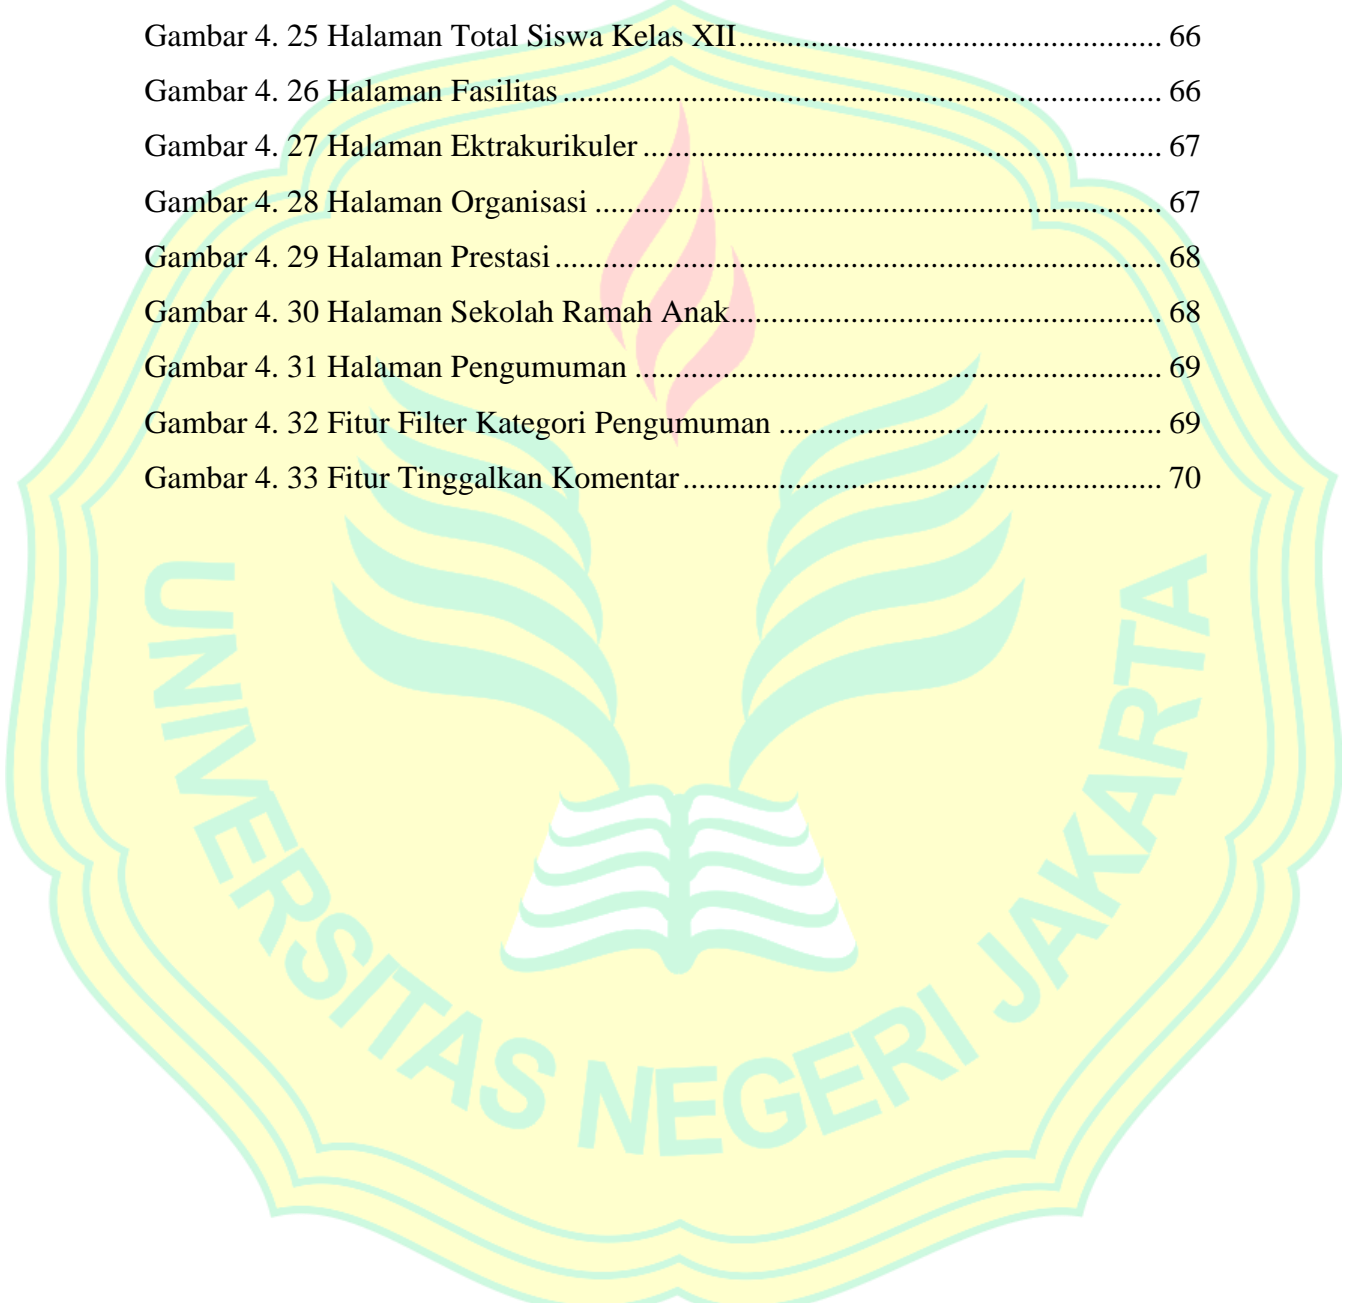 Gambar 4. 25 Halaman Total Siswa Kelas XII..................................................... 66
Gambar 4. 26 Halaman Fasilitas........................................................................... 66
Gambar 4. 27 Halaman Ektrakurikuler ................................................................. 67
Gambar 4. 28 Halaman Organisasi ....................................................................... 67
Gambar 4. 29 Halaman Prestasi............................................................................ 68
Gambar 4. 30 Halaman Sekolah Ramah Anak...................................................... 68
Gambar 4. 31 Halaman Pengumuman .................................................................. 69
Gambar 4. 32 Fitur Filter Kategori Pengumuman ................................................ 69
Gambar 4. 33 Fitur Tinggalkan Komentar............................................................ 70
UNIVERSITAS NEGERI JAKARTA